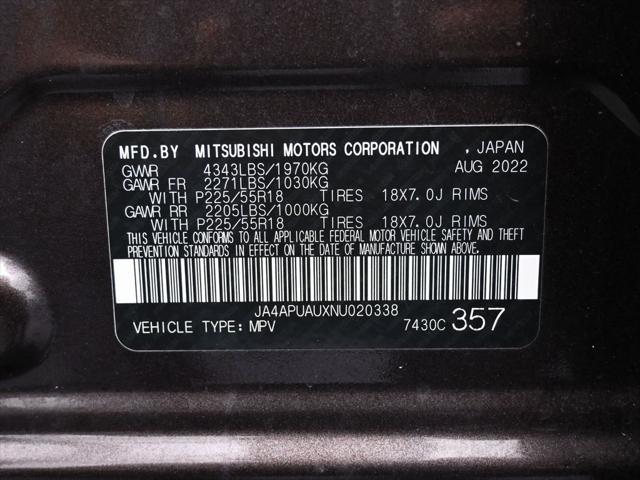 MFD.BY MITSUBISHI MOTORS CORPORATION , JAPAN
GVWR 4343LBS/1970KG AUG 2022
GAWR FR 2271LBS/1030KG
WITH P225/55R18 TIRES 18X7.0J RIMS
GAWR RR 2205LBS/1000KG
WITH P225/55R18 TIRES 18X7.0J RIMS
THIS VEHICLE CONFORMS TO ALL APPLICABLE FEDERAL MOTOR VEHICLE SAFETY AND THEFT
PREVENTION STANDARDS IN EFFECT ON THE DATE OF MANUFACTURE SHOWN ABOVE.
JA4APUAUXNU020338
VEHICLE TYPE: MPV 7430C 357